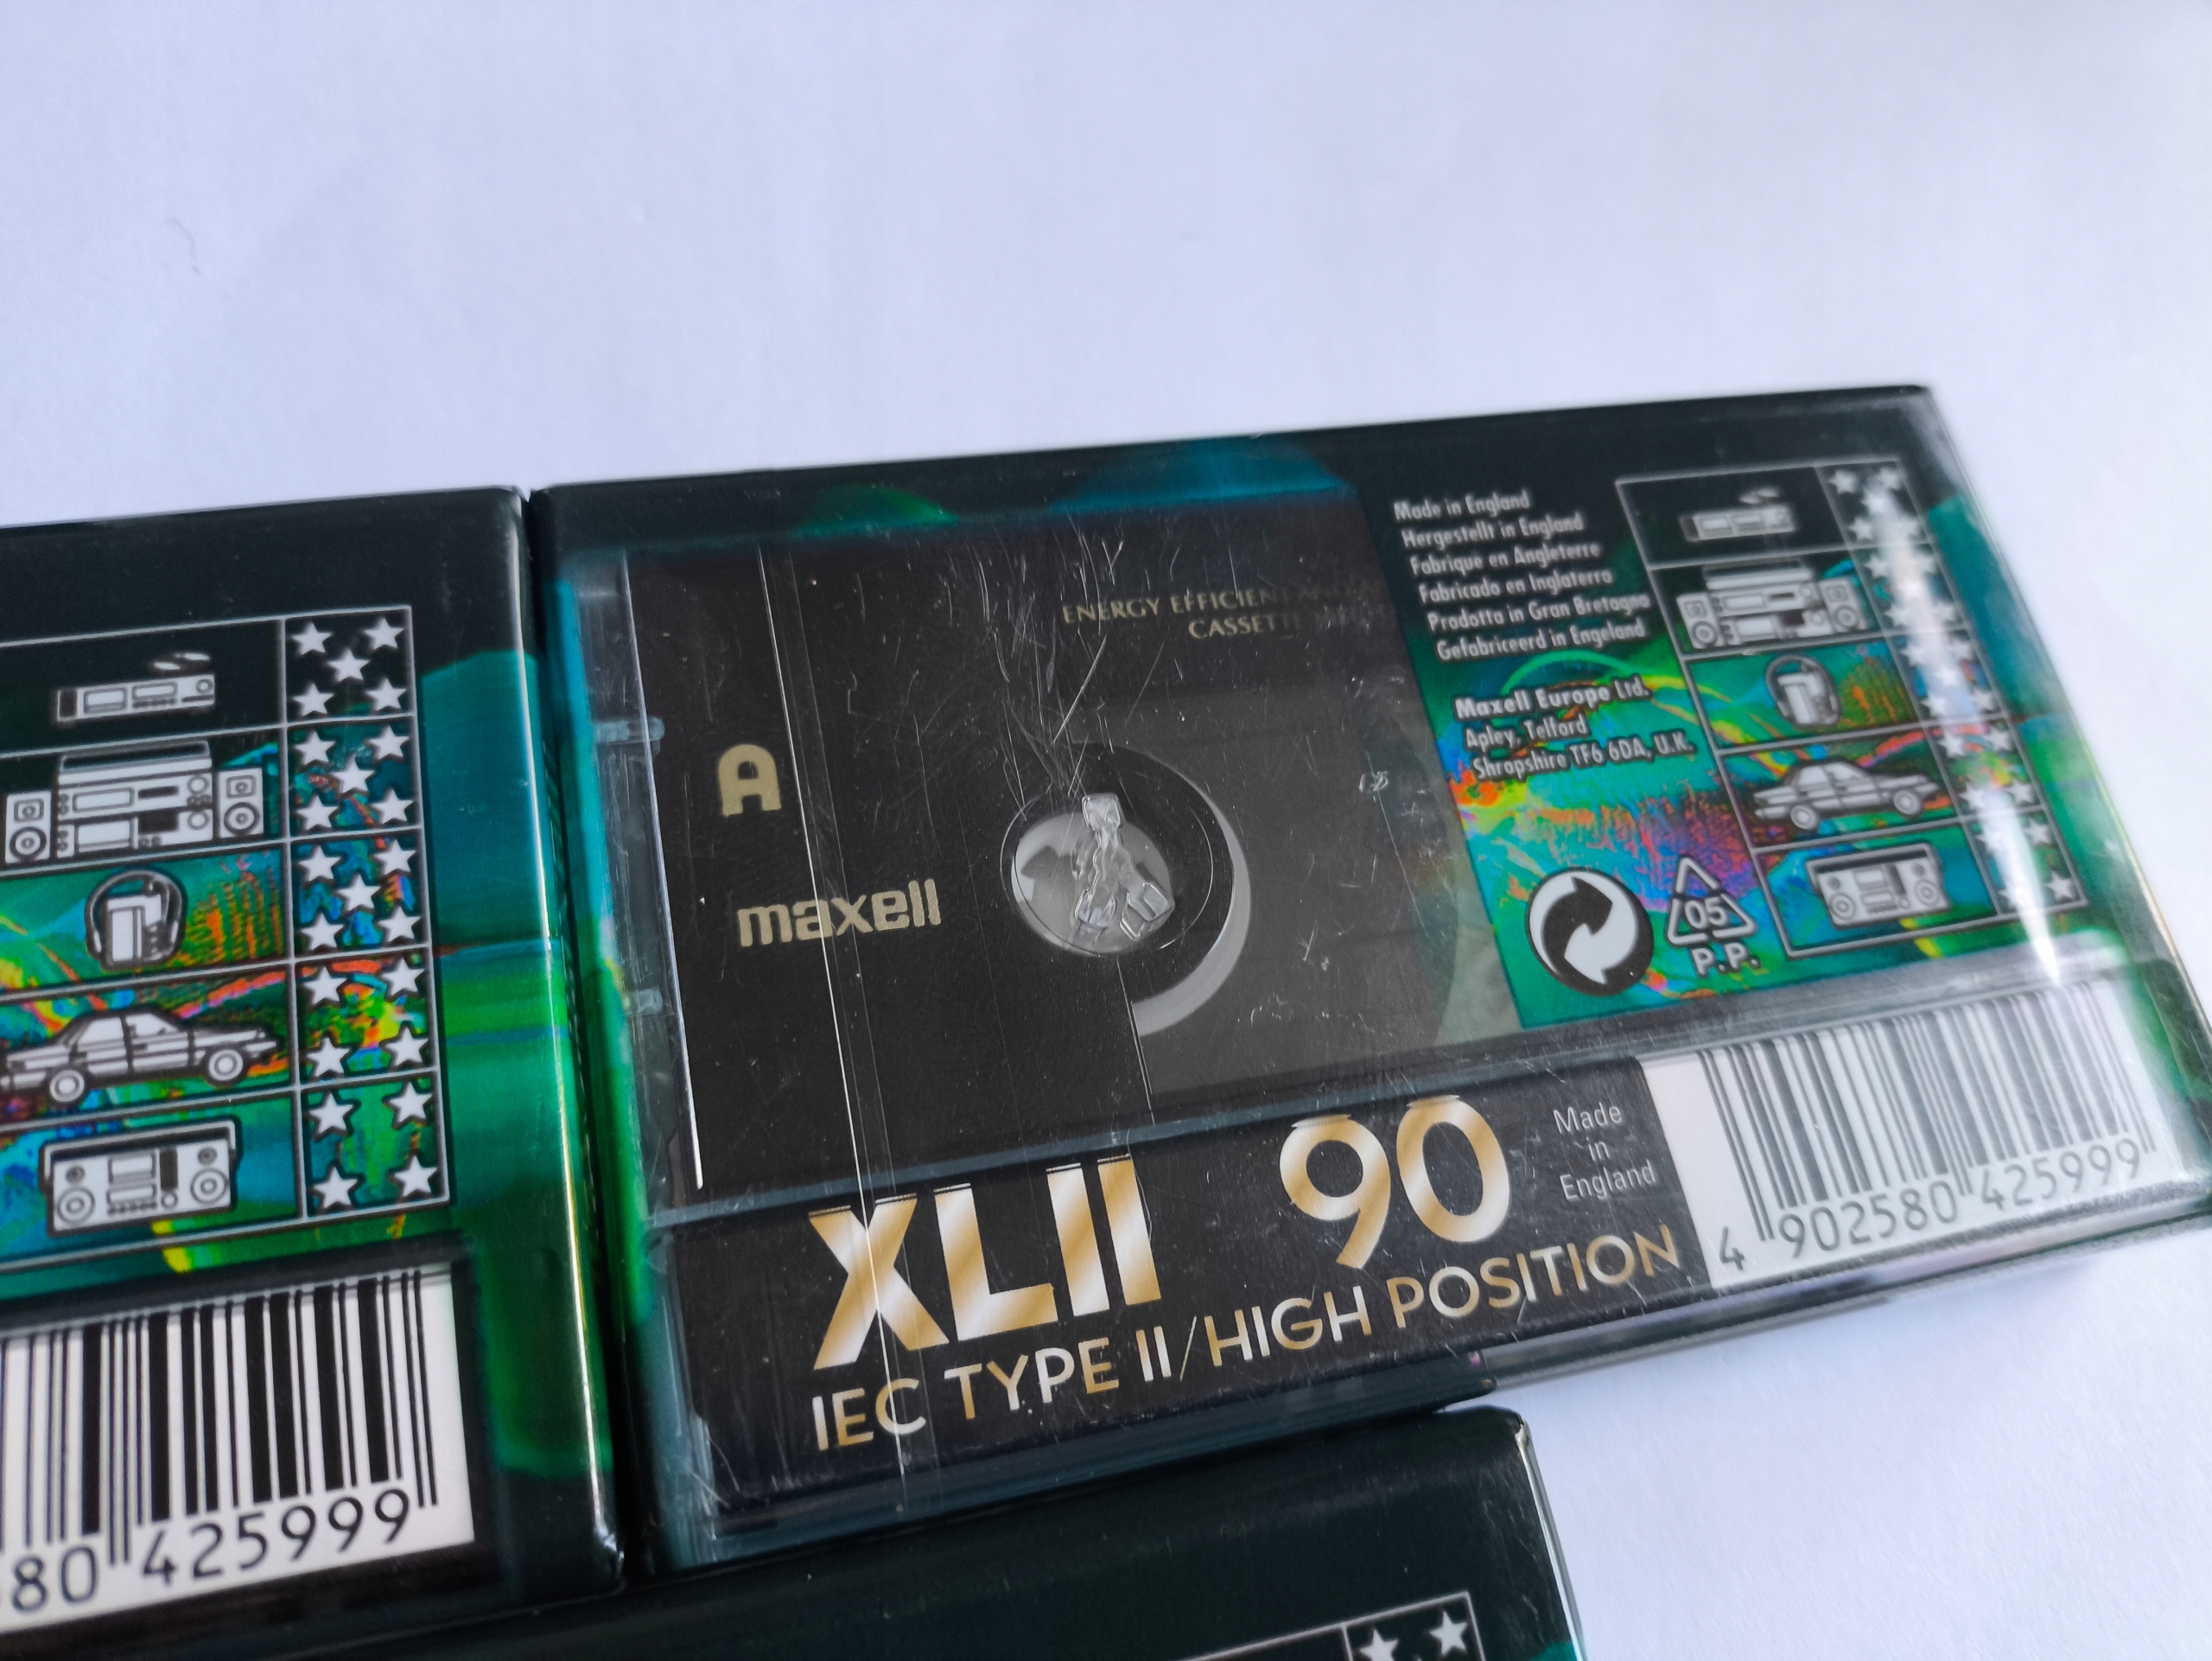 ENERGY EFFICIENT
CASSETTE
A
maxell
Made in England
Hergestellt in England
Fabriqué en Angleterre
Fabricado en Inglaterra
Prodotto in Gran Bretagna
Gefabriceerd in Engeland
Maxell Europe Ltd.
Apley, Telford
Shropshire TF6 6DA, U.K.
05
P.P.
XLII 90
Made
in
England
IEC TYPE II/HIGH POSITION
4 902580 425999
80 425999